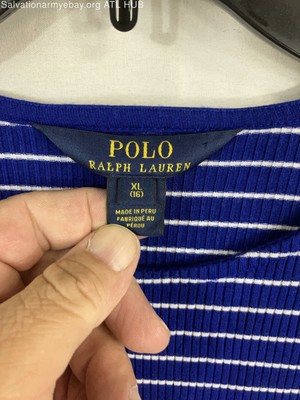 Salvationarmyebay.org ATL HUB
POLO
RALPH LAUREN
XL
(16)
MADE IN PERU
FABRIQUÉ AU
PÉROU